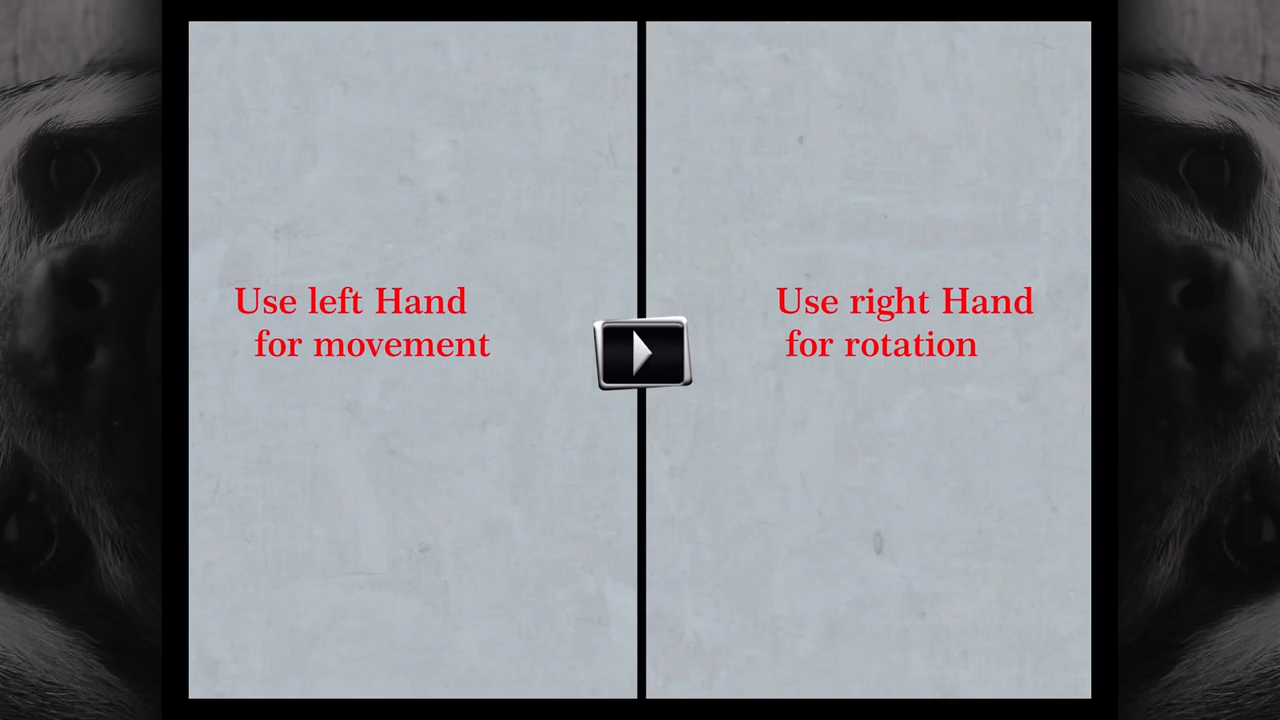 Use left Hand
for movement
Use right Hand
for rotation